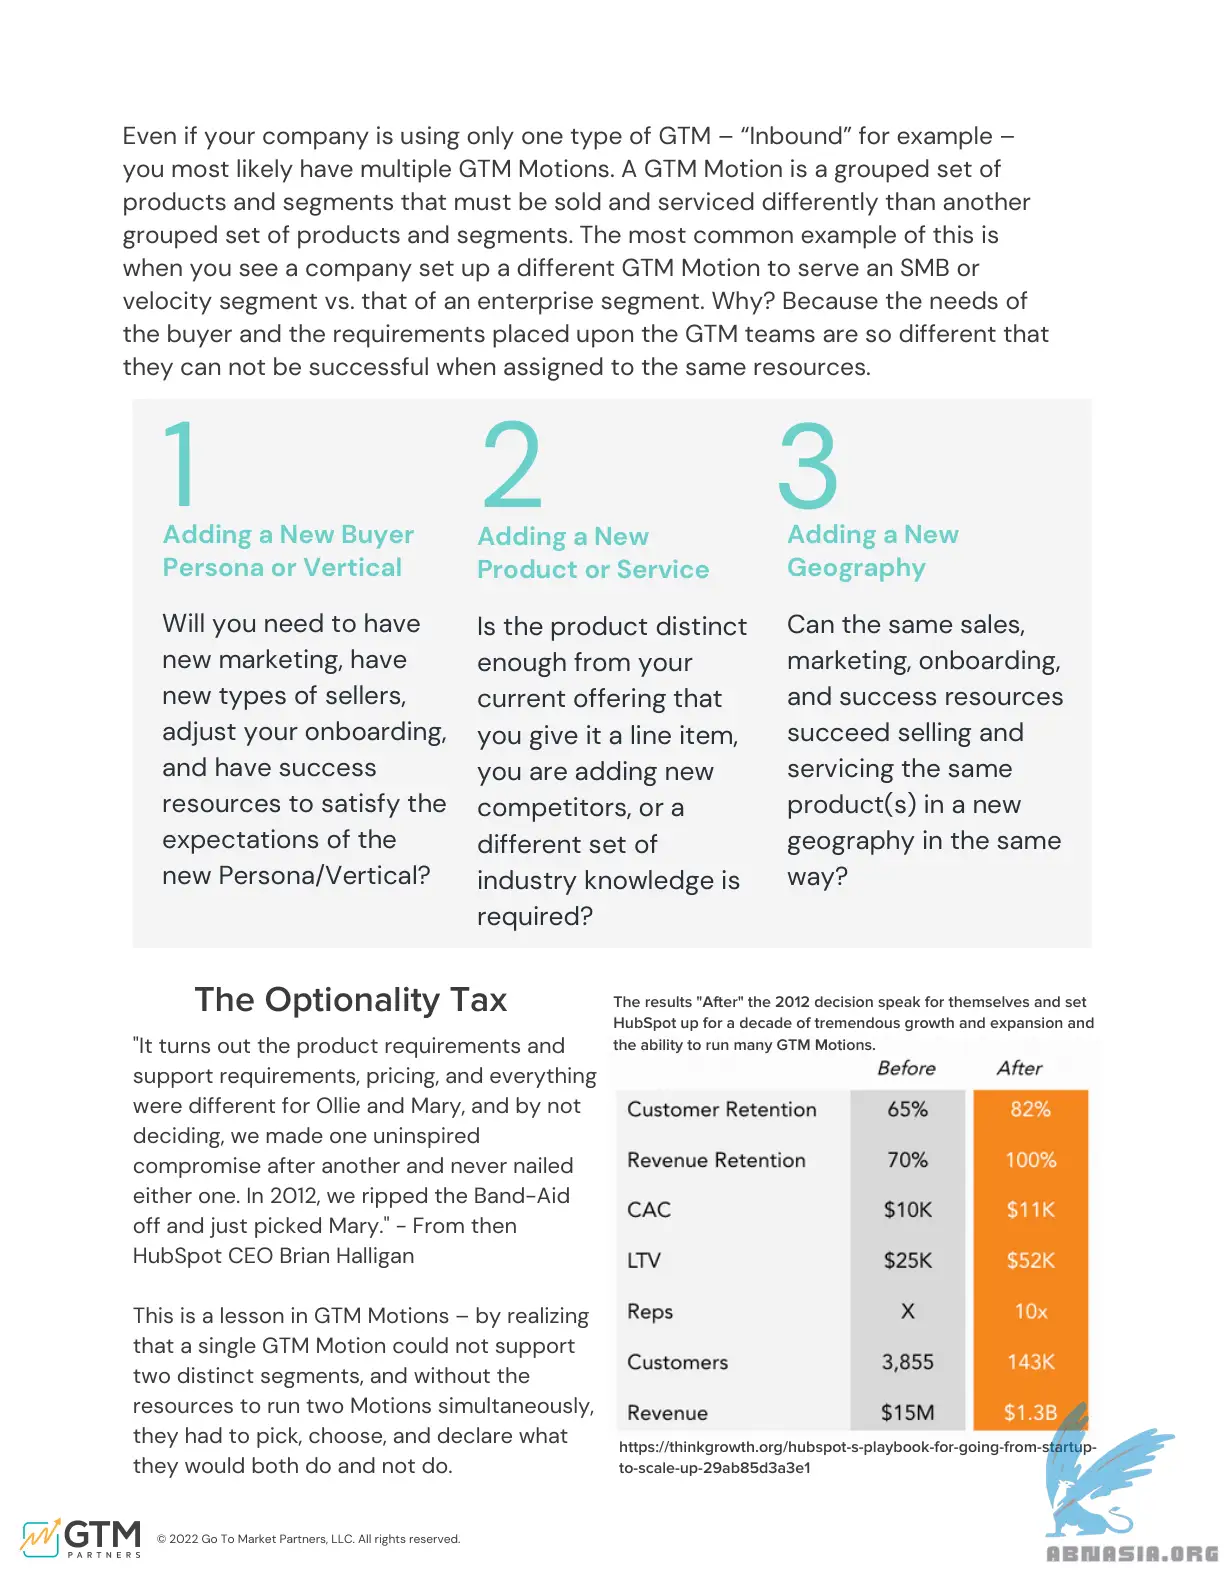 Even if your company is using only one type of GTM – “Inbound” for example –
you most likely have multiple GTM Motions. A GTM Motion is a grouped set of
products and segments that must be sold and serviced differently than another
grouped set of products and segments. The most common example of this is
when you see a company set up a different GTM Motion to serve an SMB or
velocity segment vs. that of an enterprise segment. Why? Because the needs of
the buyer and the requirements placed upon the GTM teams are so different that
they can not be successful when assigned to the same resources.
1
Adding a New Buyer
Persona or Vertical
Will you need to have
new marketing, have
new types of sellers,
adjust your onboarding,
and have success
resources to satisfy the
expectations of the
new Persona/Vertical?
2
Adding a New
Product or Service
Is the product distinct
enough from your
current offering that
you give it a line item,
you are adding new
competitors, or a
different set of
industry knowledge is
required?
3
Adding a New
Geography
Can the same sales,
marketing, onboarding,
and success resources
succeed selling and
servicing the same
product(s) in a new
geography in the same
way?
The Optionality Tax
"It turns out the product requirements and
support requirements, pricing, and everything
were different for Ollie and Mary, and by not
deciding, we made one uninspired
compromise after another and never nailed
either one. In 2012, we ripped the Band-Aid
off and just picked Mary." - From then
HubSpot CEO Brian Halligan
This is a lesson in GTM Motions – by realizing
that a single GTM Motion could not support
two distinct segments, and without the
resources to run two Motions simultaneously,
they had to pick, choose, and declare what
they would both do and not do.
The results "After" the 2012 decision speak for themselves and set
HubSpot up for a decade of tremendous growth and expansion and
the ability to run many GTM Motions.
Before After
Customer Retention 65% 82%
Revenue Retention 70% 100%
CAC $10K $11K
LTV $25K $52K
Reps X 10x
Customers 3,855 143K
Revenue $15M $1.3B
https://thinkgrowth.org/hubspot-s-playbook-for-going-from-startup-
to-scale-up-29ab85d3a3e1
GTM
PARTNERS
© 2022 Go To Market Partners, LLC. All rights reserved.
ABNASIA.ORG